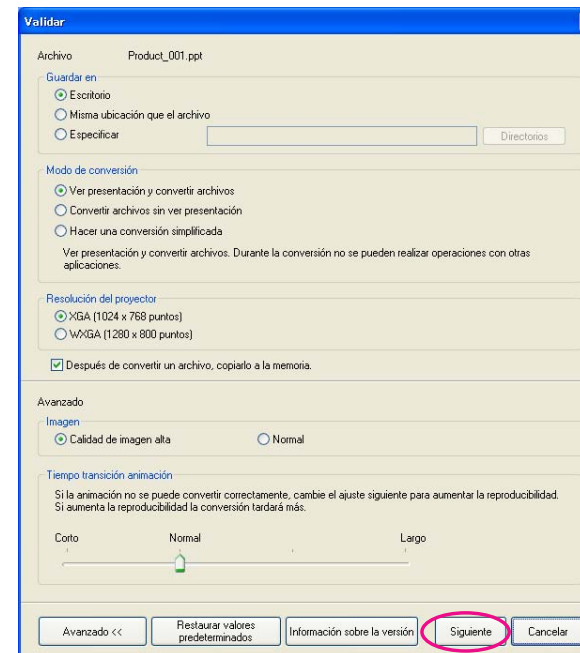 Validar
Archivo Product_001.ppt
Guardar en
Escritorio
Misma ubicación que el archivo
Especificar Directorios
Modo de conversión
Ver presentación y convertir archivos
Convertir archivos sin ver presentación
Hacer una conversión simplificada
Ver presentación y convertir archivos. Durante la conversión no se pueden realizar operaciones con otras
aplicaciones.
Resolución del proyector
XGA (1024 x 768 puntos)
WXGA (1280 x 800 puntos)
Después de convertir un archivo, copiarlo a la memoria.
Avanzado
Imagen
Calidad de imagen alta Normal
Tiempo transición animación
Si la animación no se puede convertir correctamente, cambie el ajuste siguiente para aumentar la reproducibilidad.
Si aumenta la reproducibilidad la conversión tardará más.
Corto Normal Largo
Avanzado << Restaurar valores predeterminados Información sobre la versión Siguiente Cancelar